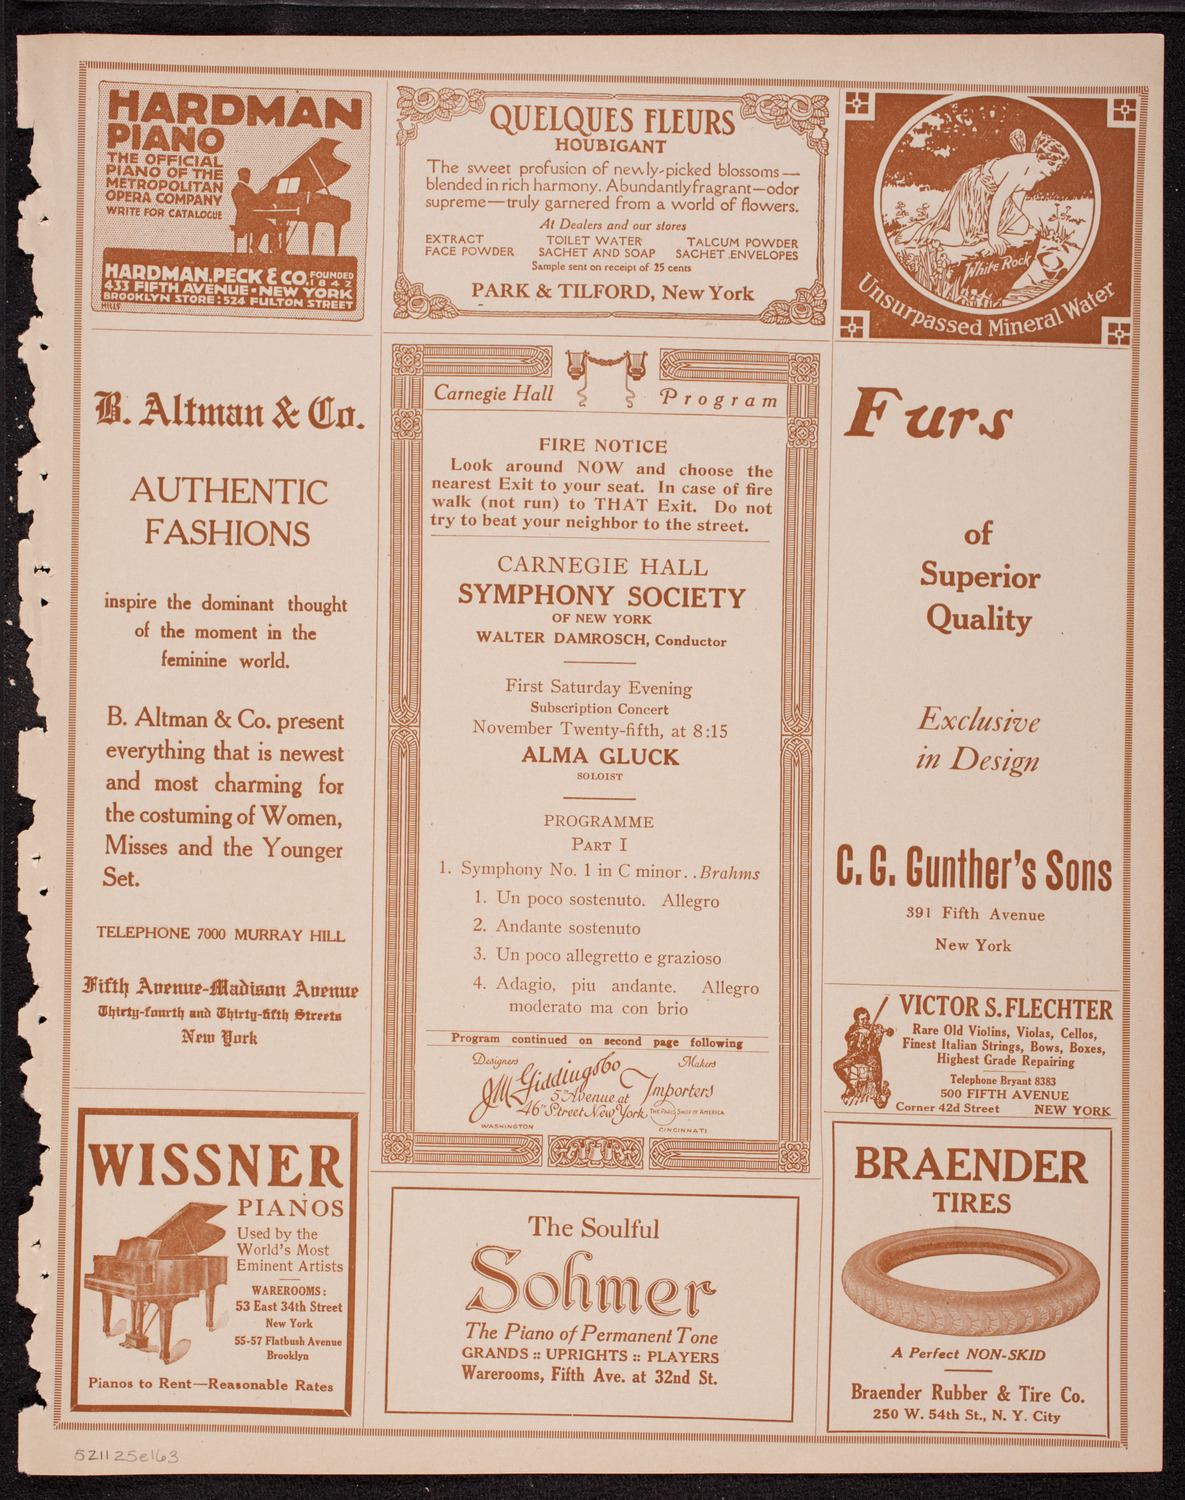 HARDMAN
PIANO
THE OFFICIAL
PIANO OF THE
METROPOLITAN
OPERA COMPANY
WRITE FOR CATALOGUE
HARDMAN, PECK & CO. FOUNDED 1842
433 FIFTH AVENUE · NEW YORK
BROOKLYN STORE: 524 FULTON STREET
MILLS
QUELQUES FLEURS
HOUBIGANT
The sweet profusion of newly-picked blossoms—
blended in rich harmony. Abundantly fragrant—odor
supreme—truly garnered from a world of flowers.
At Dealers and our stores
EXTRACT TOILET WATER TALCUM POWDER
FACE POWDER SACHET AND SOAP SACHET ENVELOPES
Sample sent on receipt of 25 cents
PARK & TILFORD, New York
White Rock
Unsurpassed Mineral Water
B. Altman & Co.
AUTHENTIC
FASHIONS
inspire the dominant thought
of the moment in the
feminine world.
B. Altman & Co. present
everything that is newest
and most charming for
the costuming of Women,
Misses and the Younger
Set.
TELEPHONE 7000 MURRAY HILL
Fifth Avenue-Madison Avenue
Thirty-fourth and Thirty-fifth Streets
New York
Carnegie Hall Program
FIRE NOTICE
Look around NOW and choose the
nearest Exit to your seat. In case of fire
walk (not run) to THAT Exit. Do not
try to beat your neighbor to the street.
CARNEGIE HALL
SYMPHONY SOCIETY
OF NEW YORK
WALTER DAMROSCH, Conductor
First Saturday Evening
Subscription Concert
November Twenty-fifth, at 8:15
ALMA GLUCK
SOLOIST
PROGRAMME
PART I
1. Symphony No. 1 in C minor. . Brahms
1. Un poco sostenuto. Allegro
2. Andante sostenuto
3. Un poco allegretto e grazioso
4. Adagio, piu andante. Allegro
moderato ma con brio
Program continued on second page following
Designers Makers
J.M. Gidding & Co Importers
5th Avenue at
46th Street New York THE PARIS SHOP OF AMERICA
WASHINGTON CINCINNATI
Furs
of
Superior
Quality
Exclusive
in Design
C. G. Gunther's Sons
391 Fifth Avenue
New York
VICTOR S. FLECHTER
Rare Old Violins, Violas, Cellos,
Finest Italian Strings, Bows, Boxes,
Highest Grade Repairing
Telephone Bryant 8383
500 FIFTH AVENUE
Corner 42d Street NEW YORK
WISSNER
PIANOS
Used by the
World's Most
Eminent Artists
WAREROOMS:
53 East 34th Street
New York
55-57 Flatbush Avenue
Brooklyn
Pianos to Rent—Reasonable Rates
The Soulful
Sohmer
The Piano of Permanent Tone
GRANDS :: UPRIGHTS :: PLAYERS
Warerooms, Fifth Ave. at 32nd St.
BRAENDER
TIRES
A Perfect NON-SKID
Braender Rubber & Tire Co.
250 W. 54th St., N. Y. City
521125e163